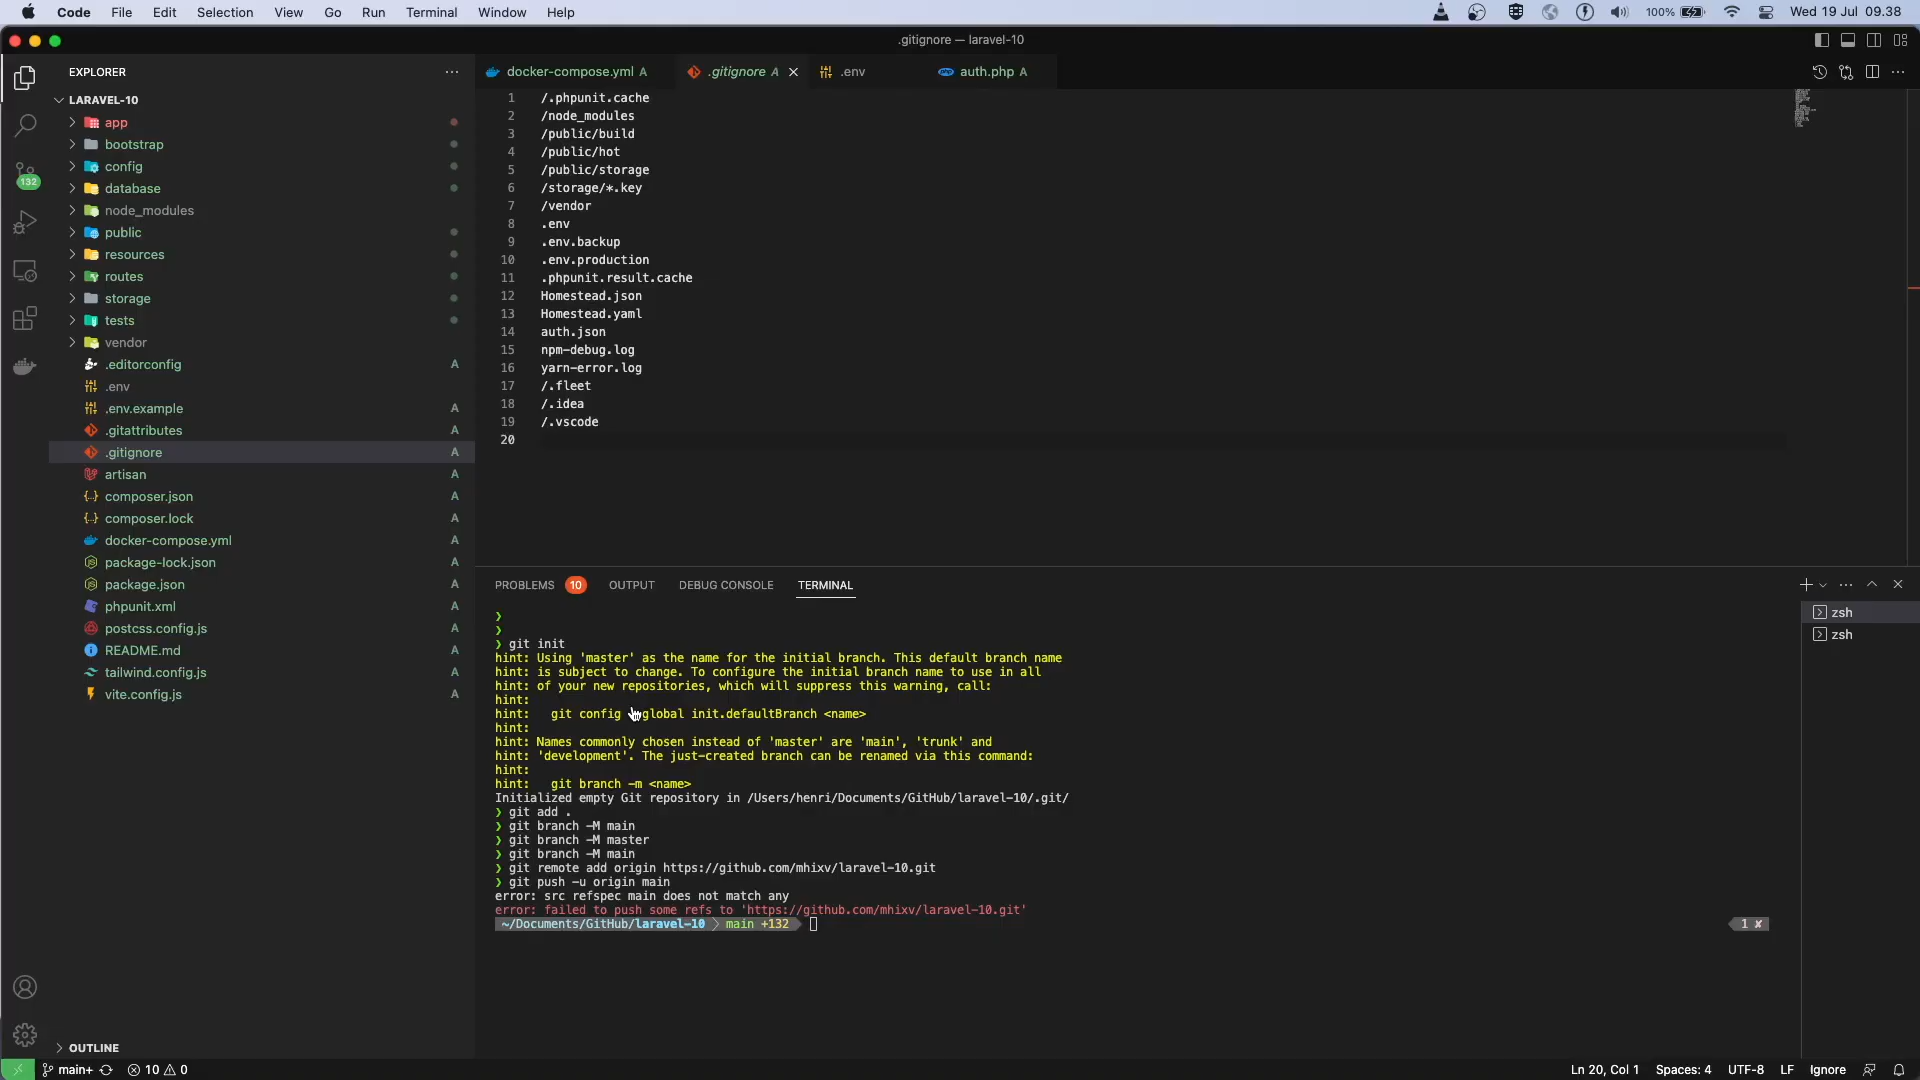 Code File Edit Selection View Go Run Terminal Window Help
100% Wed 19 Jul 09.38
.gitignore — laravel-10
EXPLORER
LARAVEL-10
app
bootstrap
config
database
node_modules
public
resources
routes
storage
tests
vendor
.editorconfig A
.env
.env.example A
.gitattributes A
.gitignore A
artisan A
composer.json A
composer.lock A
docker-compose.yml A
package-lock.json A
package.json A
phpunit.xml A
postcss.config.js A
README.md A
tailwind.config.js A
vite.config.js A
OUTLINE
132
docker-compose.yml A .gitignore A .env auth.php A
1 /.phpunit.cache
2 /node_modules
3 /public/build
4 /public/hot
5 /public/storage
6 /storage/*.key
7 /vendor
8 .env
9 .env.backup
10 .env.production
11 .phpunit.result.cache
12 Homestead.json
13 Homestead.yaml
14 auth.json
15 npm-debug.log
16 yarn-error.log
17 /.fleet
18 /.idea
19 /.vscode
20
PROBLEMS 10 OUTPUT DEBUG CONSOLE TERMINAL
❯
❯
❯ git init
hint: Using 'master' as the name for the initial branch. This default branch name
hint: is subject to change. To configure the initial branch name to use in all
hint: of your new repositories, which will suppress this warning, call:
hint:
hint: git config global init.defaultBranch <name>
hint:
hint: Names commonly chosen instead of 'master' are 'main', 'trunk' and
hint: 'development'. The just-created branch can be renamed via this command:
hint:
hint: git branch -m <name>
Initialized empty Git repository in /Users/henri/Documents/GitHub/laravel-10/.git/
❯ git add .
❯ git branch -M main
❯ git branch -M master
❯ git branch -M main
❯ git remote add origin https://github.com/mhixv/laravel-10.git
❯ git push -u origin main
error: src refspec main does not match any
error: failed to push some refs to 'https://github.com/mhixv/laravel-10.git'
~/Documents/GitHub/laravel-10 main +132 1 ✘
zsh
zsh
main+ 10 0 Ln 20, Col 1 Spaces: 4 UTF-8 LF Ignore